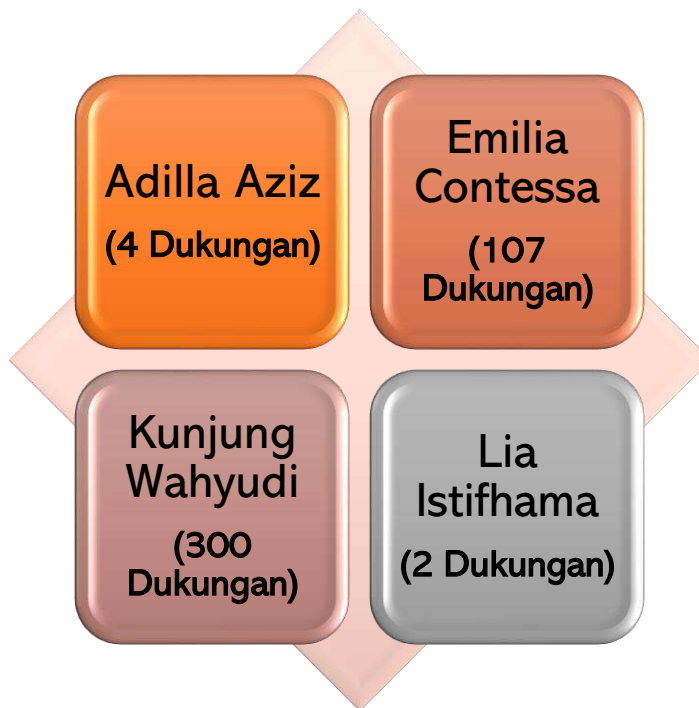 Adilla Aziz
(4 Dukungan)
Emilia
Contessa
(107
Dukungan)
Kunjung
Wahyudi
(300
Dukungan)
Lia
Istifhama
(2 Dukungan)